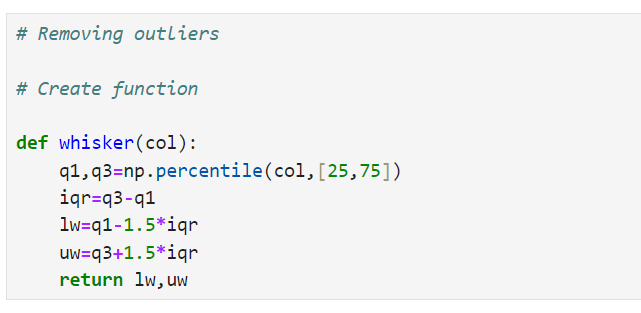 # Removing outliers
# Create function
def whisker(col):
    q1,q3=np.percentile(col,[25,75])
    iqr=q3-q1
    lw=q1-1.5*iqr
    uw=q3+1.5*iqr
    return lw,uw